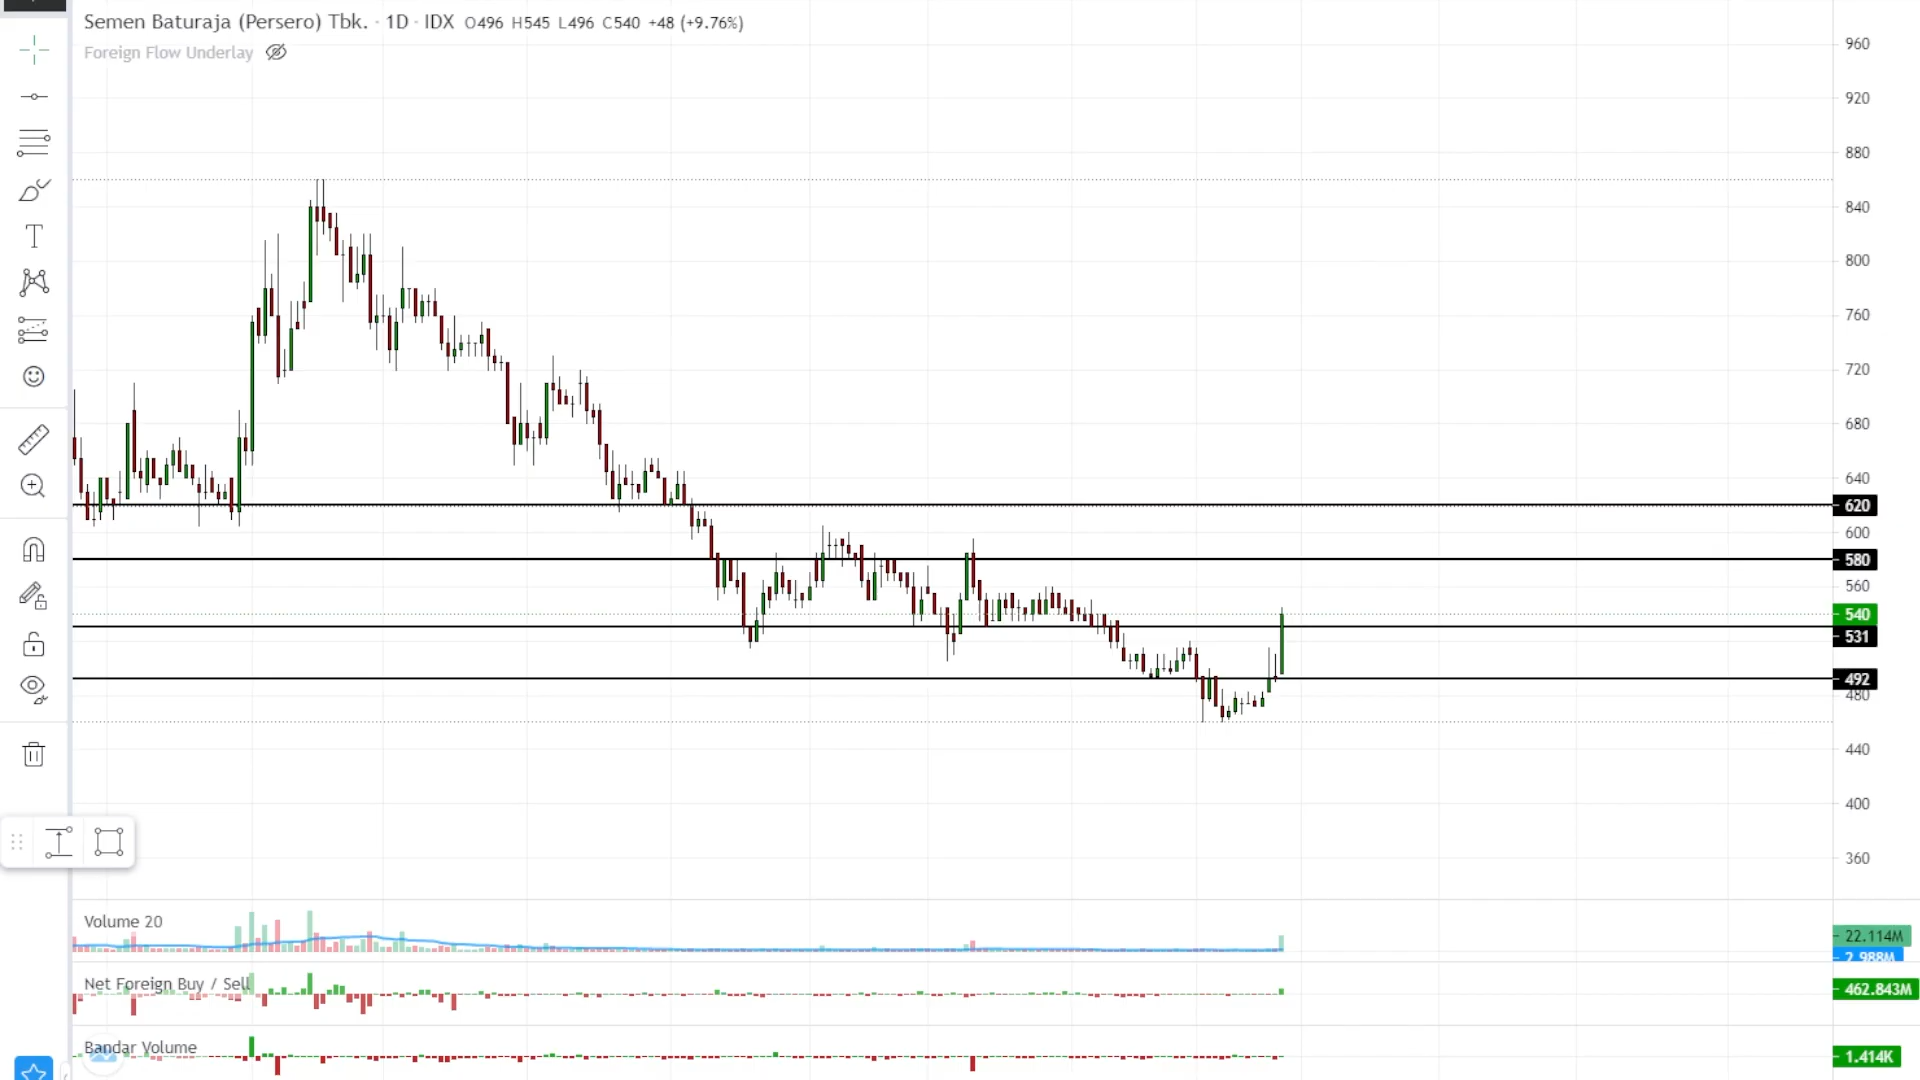 Semen Baturaja (Persero) Tbk. · 1D · IDX O496 H545 L496 C540 +48 (+9.76%)
Foreign Flow Underlay
960
920
880
840
800
760
720
680
640
620
600
580
560
540
531
492
480
440
400
360
Volume 20
22.114M
2.988M
Net Foreign Buy / Sell
462.843M
Bandar Volume
1.414K